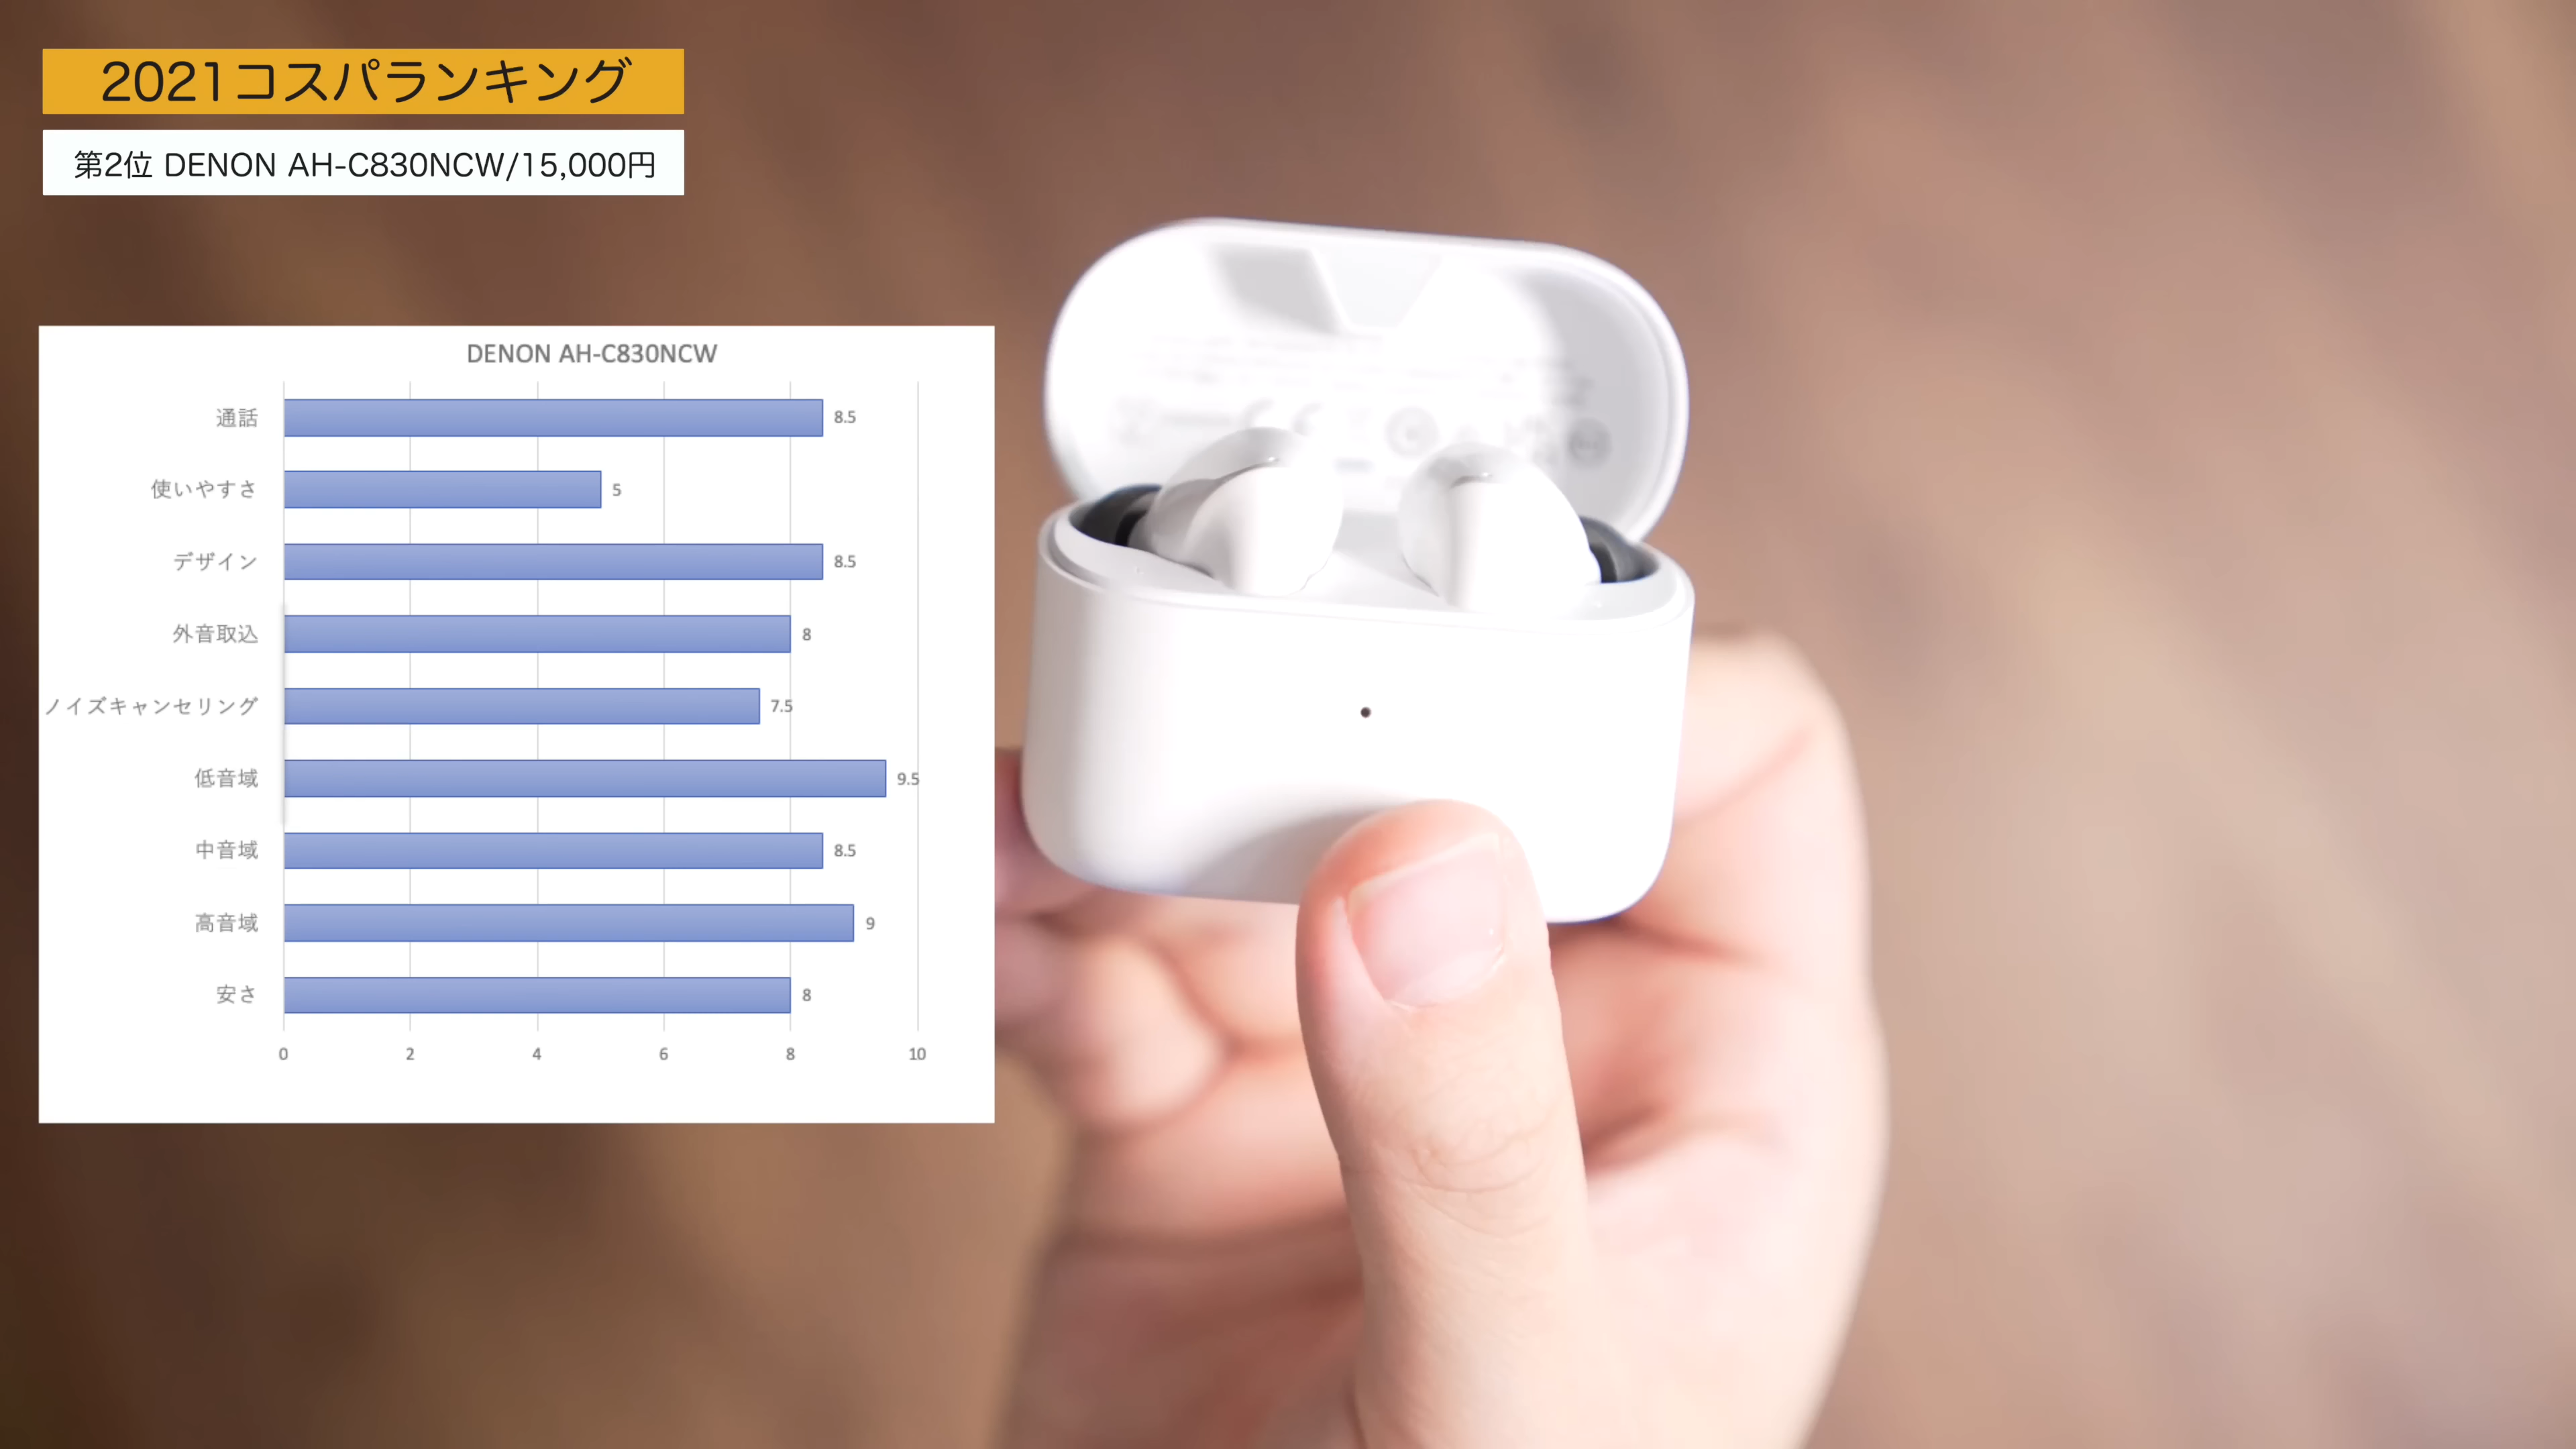 2021コスパランキング
第2位 DENON AH-C830NCW/15,000円
DENON AH-C830NCW
通話 8.5
使いやすさ 5
デザイン 8.5
外音取込 8
ノイズキャンセリング 7.5
低音域 9.5
中音域 8.5
高音域 9
安さ 8
0 2 4 6 8 10